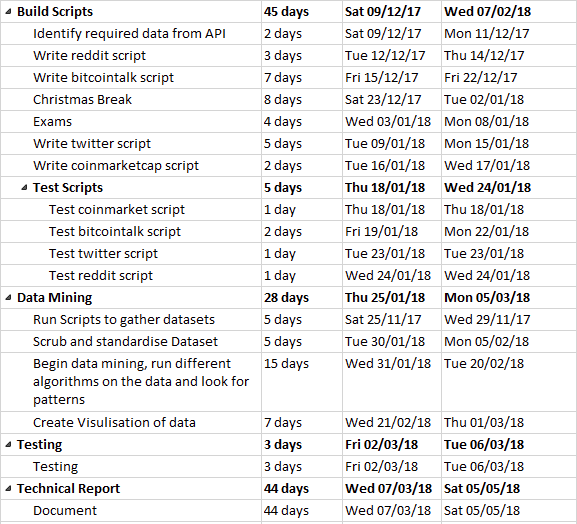 Build Scripts 45 days Sat 09/12/17 Wed 07/02/18
Identify required data from API 2 days Sat 09/12/17 Mon 11/12/17
Write reddit script 3 days Tue 12/12/17 Thu 14/12/17
Write bitcointalk script 7 days Fri 15/12/17 Fri 22/12/17
Christmas Break 8 days Sat 23/12/17 Tue 02/01/18
Exams 4 days Wed 03/01/18 Mon 08/01/18
Write twitter script 5 days Tue 09/01/18 Mon 15/01/18
Write coinmarketcap script 2 days Tue 16/01/18 Wed 17/01/18
Test Scripts 5 days Thu 18/01/18 Wed 24/01/18
Test coinmarket script 1 day Thu 18/01/18 Thu 18/01/18
Test bitcointalk script 2 days Fri 19/01/18 Mon 22/01/18
Test twitter script 1 day Tue 23/01/18 Tue 23/01/18
Test reddit script 1 day Wed 24/01/18 Wed 24/01/18
Data Mining 28 days Thu 25/01/18 Mon 05/03/18
Run Scripts to gather datasets 5 days Sat 25/11/17 Wed 29/11/17
Scrub and standardise Dataset 5 days Tue 30/01/18 Mon 05/02/18
Begin data mining, run different 15 days Wed 31/01/18 Tue 20/02/18
algorithms on the data and look for
patterns
Create Visulisation of data 7 days Wed 21/02/18 Thu 01/03/18
Testing 3 days Fri 02/03/18 Tue 06/03/18
Testing 3 days Fri 02/03/18 Tue 06/03/18
Technical Report 44 days Wed 07/03/18 Sat 05/05/18
Document 44 days Wed 07/03/18 Sat 05/05/18